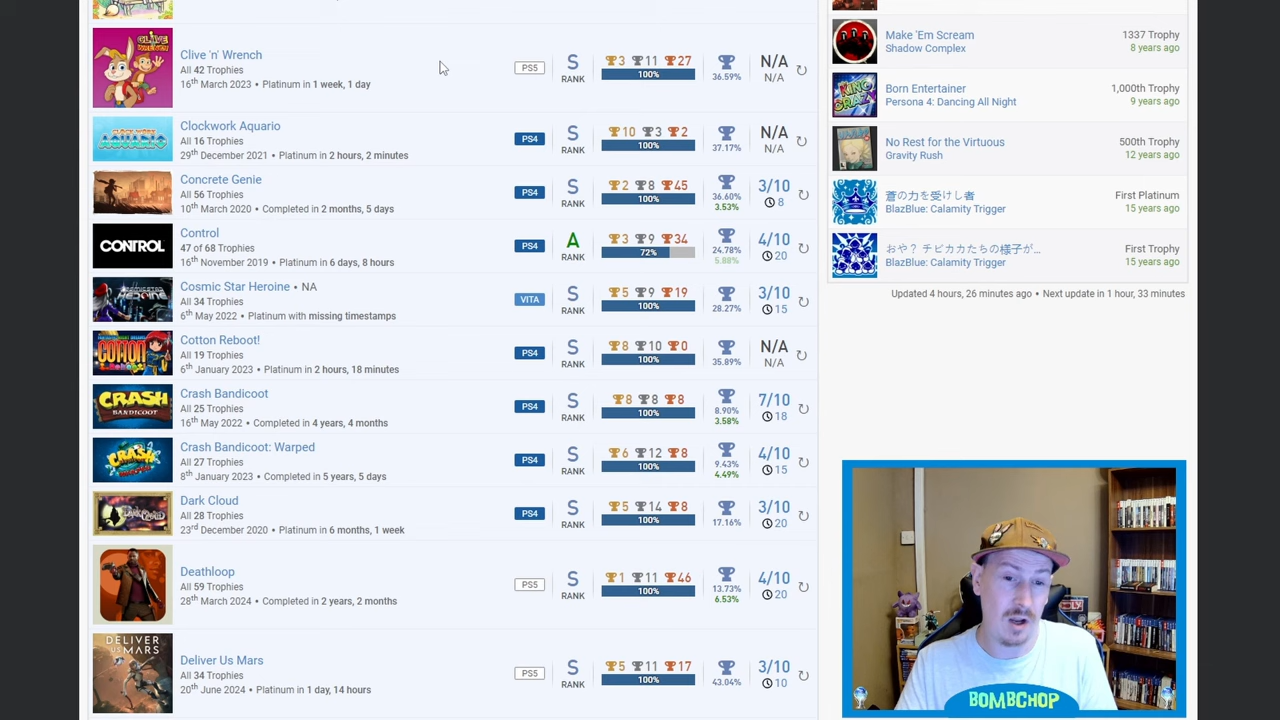 CLIVE 'N' WRENCH
Clive 'n' Wrench
All 42 Trophies
16th March 2023 • Platinum in 1 week, 1 day
PS5
S
RANK
3 11 27
100%
36.59%
N/A
N/A
CLOCKWORK
AQUARIO
Clockwork Aquario
All 16 Trophies
29th December 2021 • Platinum in 2 hours, 2 minutes
PS4
S
RANK
10 3 2
100%
37.17%
N/A
N/A
Concrete Genie
All 56 Trophies
10th March 2020 • Completed in 2 months, 5 days
PS4
S
RANK
2 8 45
100%
36.60%
3.53%
3/10
8
CONTROL
Control
47 of 68 Trophies
16th November 2019 • Platinum in 6 days, 8 hours
PS4
A
RANK
3 9 34
72%
24.78%
5.88%
4/10
20
COSMIC STAR
HEROINE
Cosmic Star Heroine • NA
All 34 Trophies
6th May 2022 • Platinum with missing timestamps
VITA
S
RANK
5 9 19
100%
28.27%
3/10
15
COTTON
Cotton Reboot!
All 19 Trophies
6th January 2023 • Platinum in 2 hours, 18 minutes
PS4
S
RANK
8 10 0
100%
35.89%
N/A
N/A
CRASH
BANDICOOT
Crash Bandicoot
All 25 Trophies
16th May 2022 • Completed in 4 years, 4 months
PS4
S
RANK
8 8 8
100%
8.90%
3.58%
7/10
18
CRASH
Crash Bandicoot: Warped
All 27 Trophies
8th January 2023 • Completed in 5 years, 5 days
PS4
S
RANK
6 12 8
100%
9.43%
4.49%
4/10
15
DARK CLOUD
Dark Cloud
All 28 Trophies
23rd December 2020 • Platinum in 6 months, 1 week
PS4
S
RANK
5 14 8
100%
17.16%
3/10
20
Deathloop
All 59 Trophies
28th March 2024 • Completed in 2 years, 2 months
PS5
S
RANK
1 11 46
100%
13.73%
6.53%
4/10
20
DELIVER
US MARS
Deliver Us Mars
All 34 Trophies
20th June 2024 • Platinum in 1 day, 14 hours
PS5
S
RANK
5 11 17
100%
43.04%
3/10
10
Make 'Em Scream
Shadow Complex
1337 Trophy
8 years ago
KING
CRAZY
Born Entertainer
Persona 4: Dancing All Night
1,000th Trophy
9 years ago
No Rest for the Virtuous
Gravity Rush
500th Trophy
12 years ago
蒼の力を受けし者
BlazBlue: Calamity Trigger
First Platinum
15 years ago
おや？ チビカカたちの様子が…
BlazBlue: Calamity Trigger
First Trophy
15 years ago
Updated 4 hours, 26 minutes ago • Next update in 1 hour, 33 minutes
BOMBCHOP